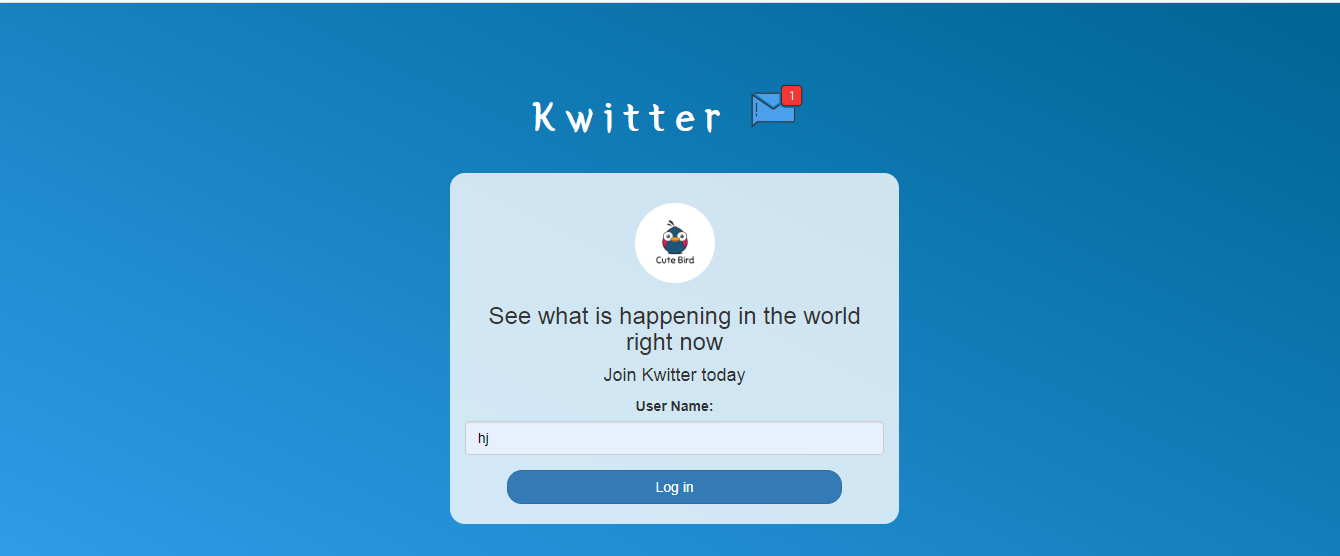 Kwitter
1
Cute Bird
See what is happening in the world
right now
Join Kwitter today
User Name:
hj
Log in